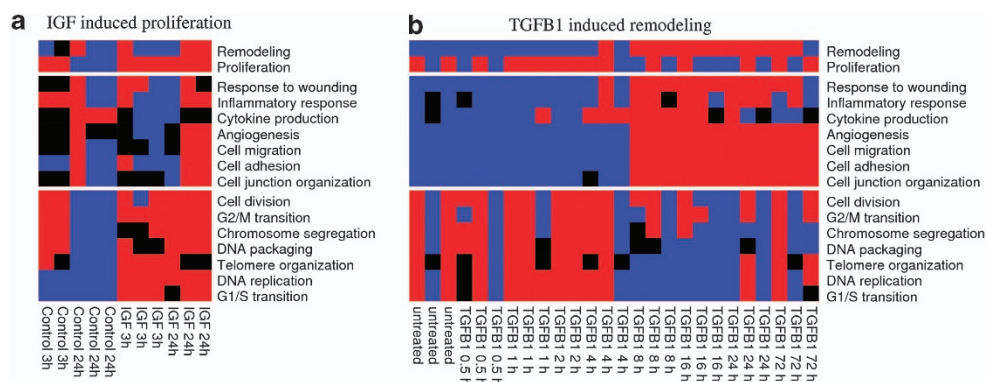 a IGF induced proliferation
Remodeling
Proliferation
Response to wounding
Inflammatory response
Cytokine production
Angiogenesis
Cell migration
Cell adhesion
Cell junction organization
Cell division
G2/M transition
Chromosome segregation
DNA packaging
Telomere organization
DNA replication
G1/S transition
Control 3h
Control 3h
Control 24h
Control 24h
Control 24h
IGF 3h
IGF 3h
IGF 3h
IGF 24h
IGF 24h
IGF 24h
b TGFB1 induced remodeling
Remodeling
Proliferation
Response to wounding
Inflammatory response
Cytokine production
Angiogenesis
Cell migration
Cell adhesion
Cell junction organization
Cell division
G2/M transition
Chromosome segregation
DNA packaging
Telomere organization
DNA replication
G1/S transition
untreated
untreated
untreated
TGFB1 0.5 h
TGFB1 0.5 h
TGFB1 0.5 h
TGFB1 1 h
TGFB1 1 h
TGFB1 1 h
TGFB1 2 h
TGFB1 2 h
TGFB1 4 h
TGFB1 4 h
TGFB1 4 h
TGFB1 8 h
TGFB1 8 h
TGFB1 8 h
TGFB1 16 h
TGFB1 16 h
TGFB1 16 h
TGFB1 24 h
TGFB1 24 h
TGFB1 72 h
TGFB1 72 h
TGFB1 72 h